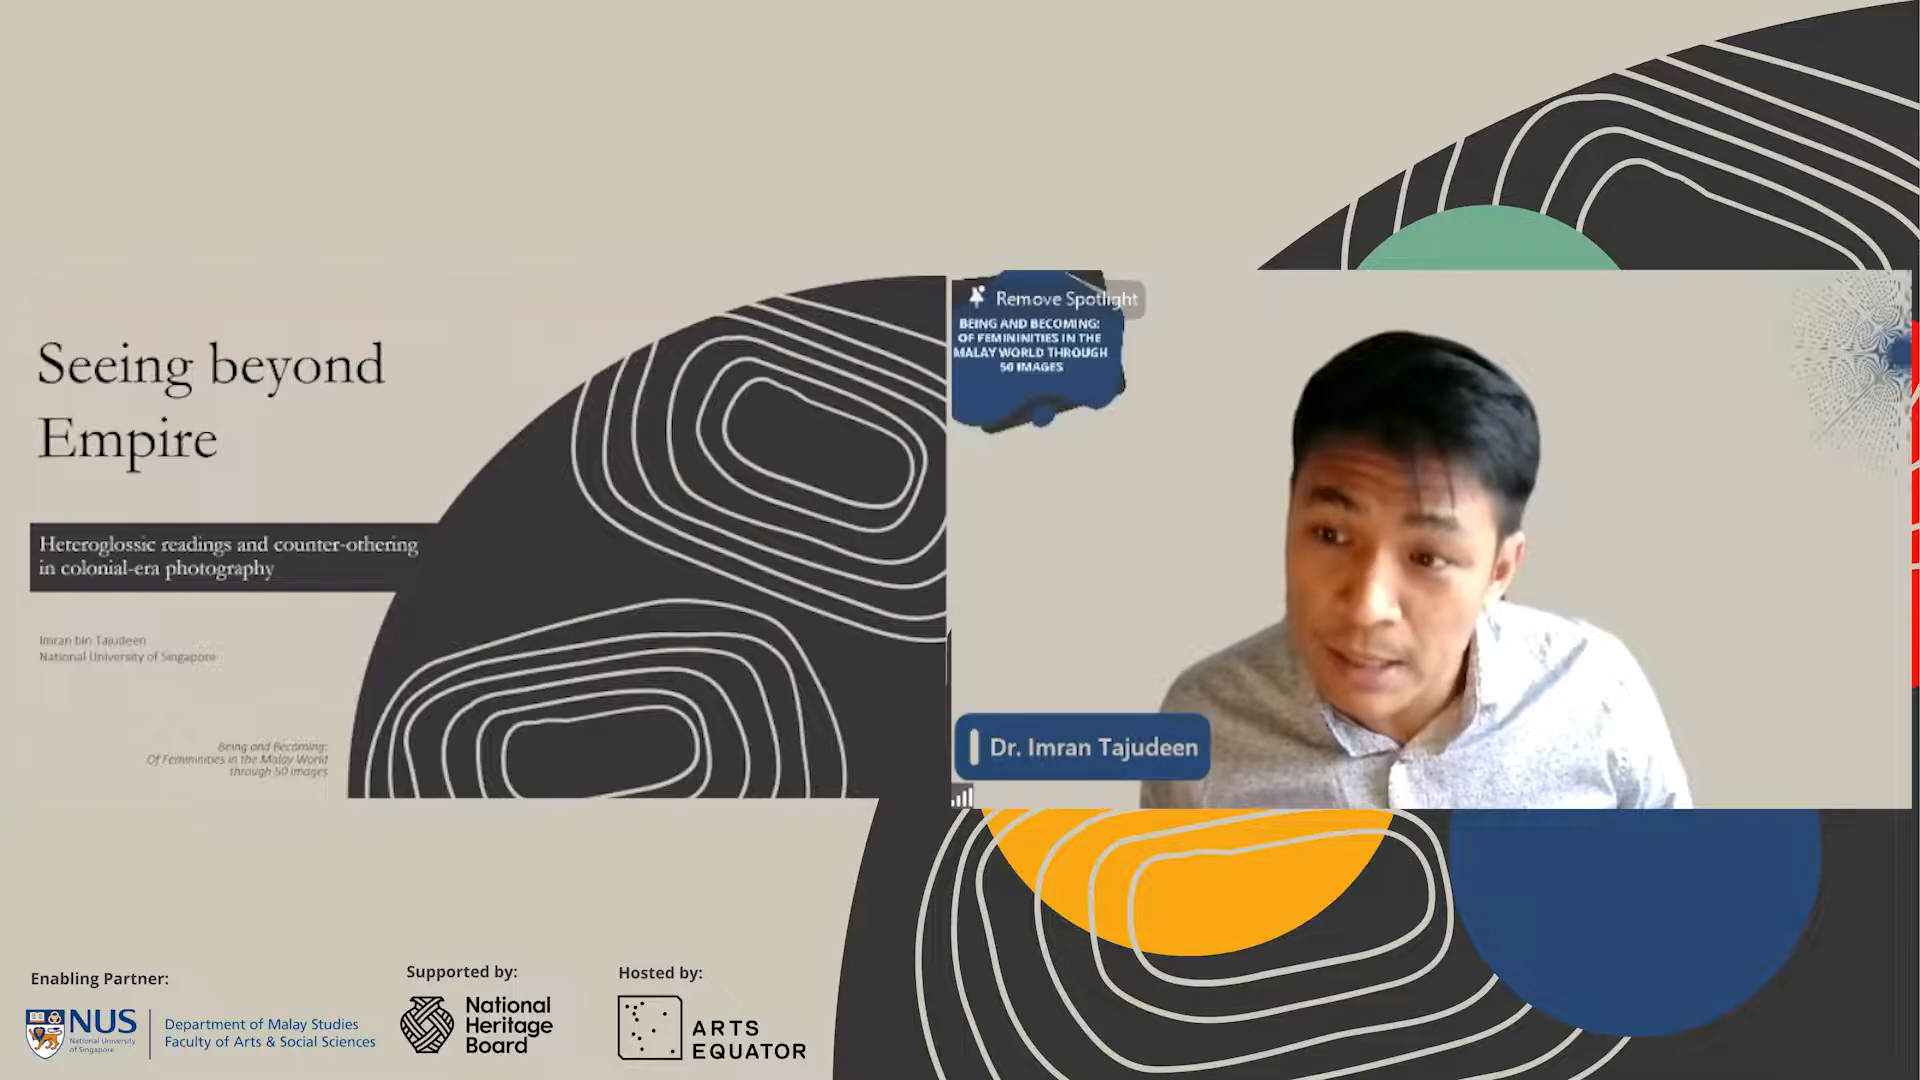 Seeing beyond
Empire
Heteroglossic readings and counter-othering
in colonial-era photography
Imran bin Tajudeen
National University of Singapore
Being and Becoming:
Of Femininities in the Malay World
through 50 images
Remove Spotlight
BEING AND BECOMING:
OF FEMININITIES IN THE
MALAY WORLD THROUGH
50 IMAGES
Dr. Imran Tajudeen
Enabling Partner:
NUS
National University
of Singapore
Department of Malay Studies
Faculty of Arts & Social Sciences
Supported by:
National
Heritage
Board
Hosted by:
ARTS
EQUATOR